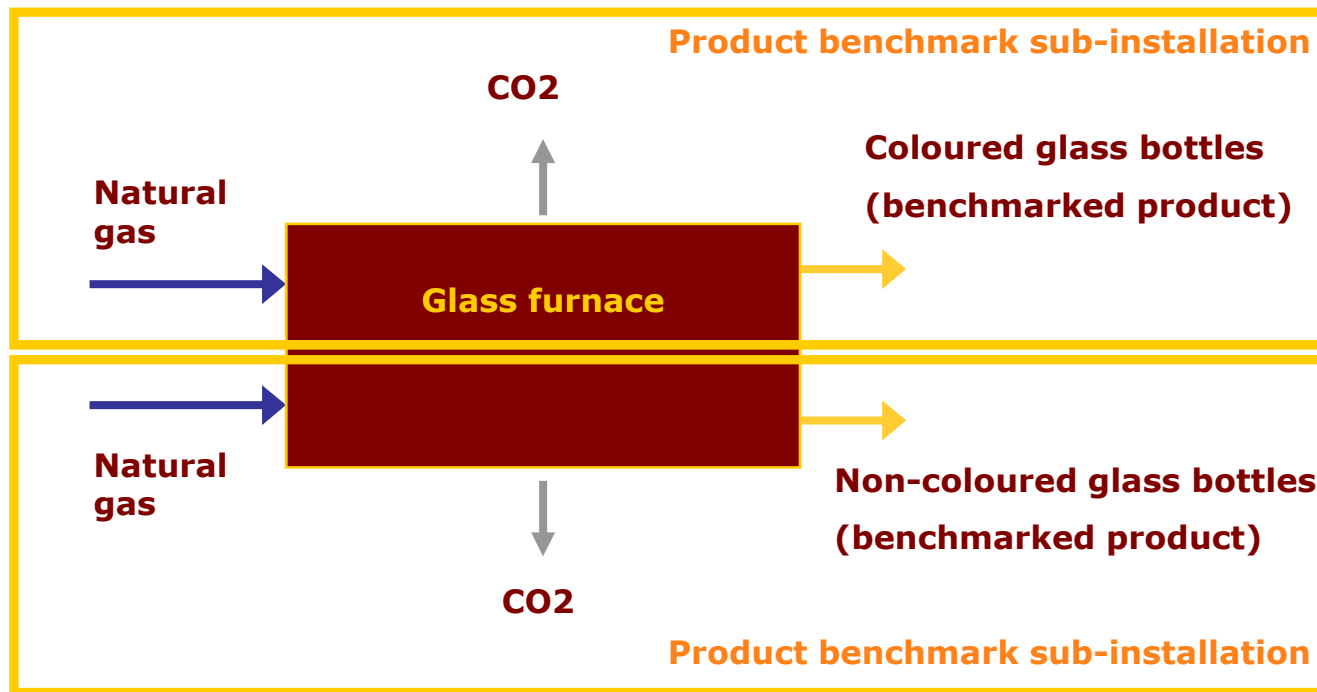 Product benchmark sub-installation
CO2
Coloured glass bottles
(benchmarked product)
Natural
gas
Glass furnace
Natural
gas
Non-coloured glass bottles
(benchmarked product)
CO2
Product benchmark sub-installation